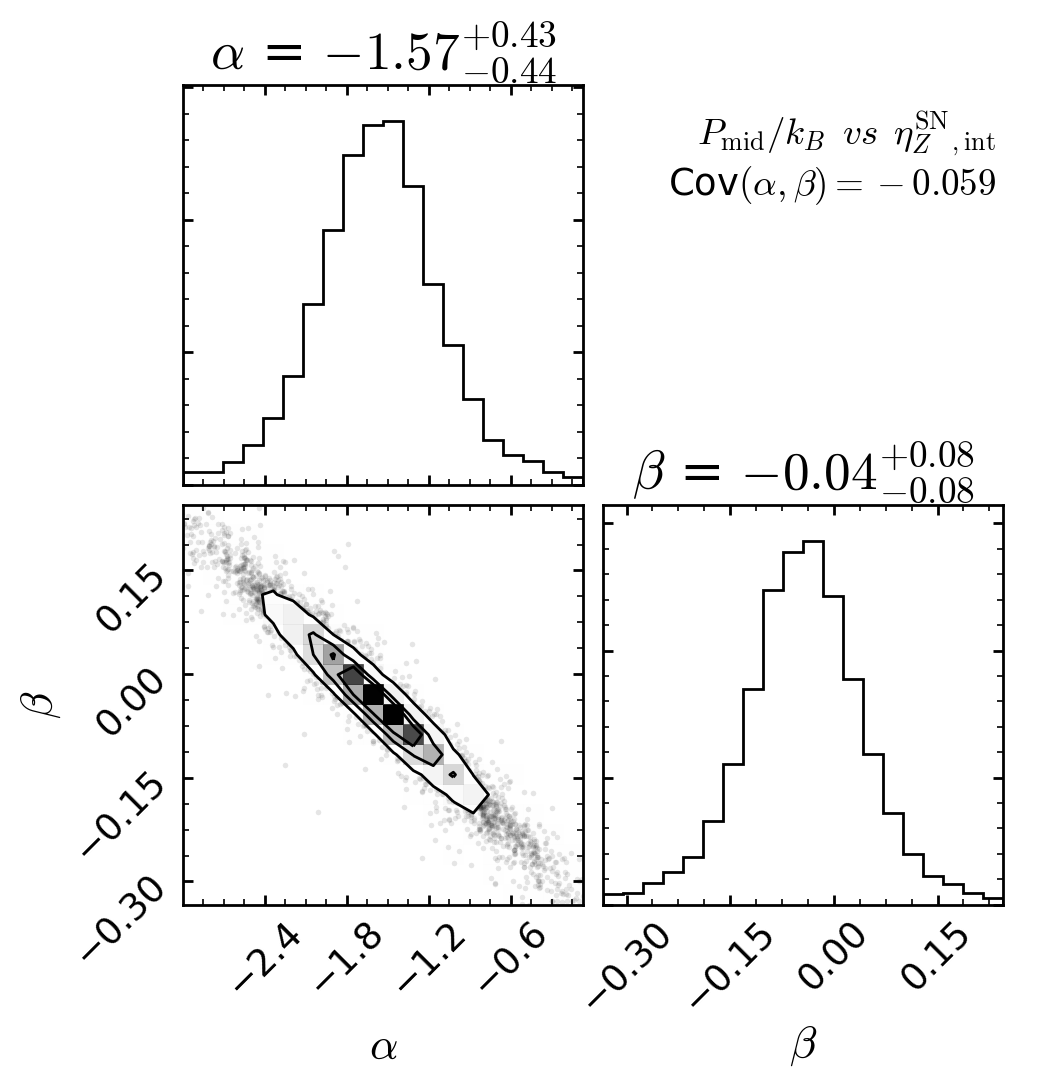 α = −1.57 +0.43 −0.44
P_mid/k_B vs η_Z^SN, int
Cov(α, β) = − 0.059
β = −0.04 +0.08 −0.08
β
0.15
0.00
−0.15
−0.30
−2.4 −1.8 −1.2 −0.6
−0.30 −0.15 0.00 0.15
α
β